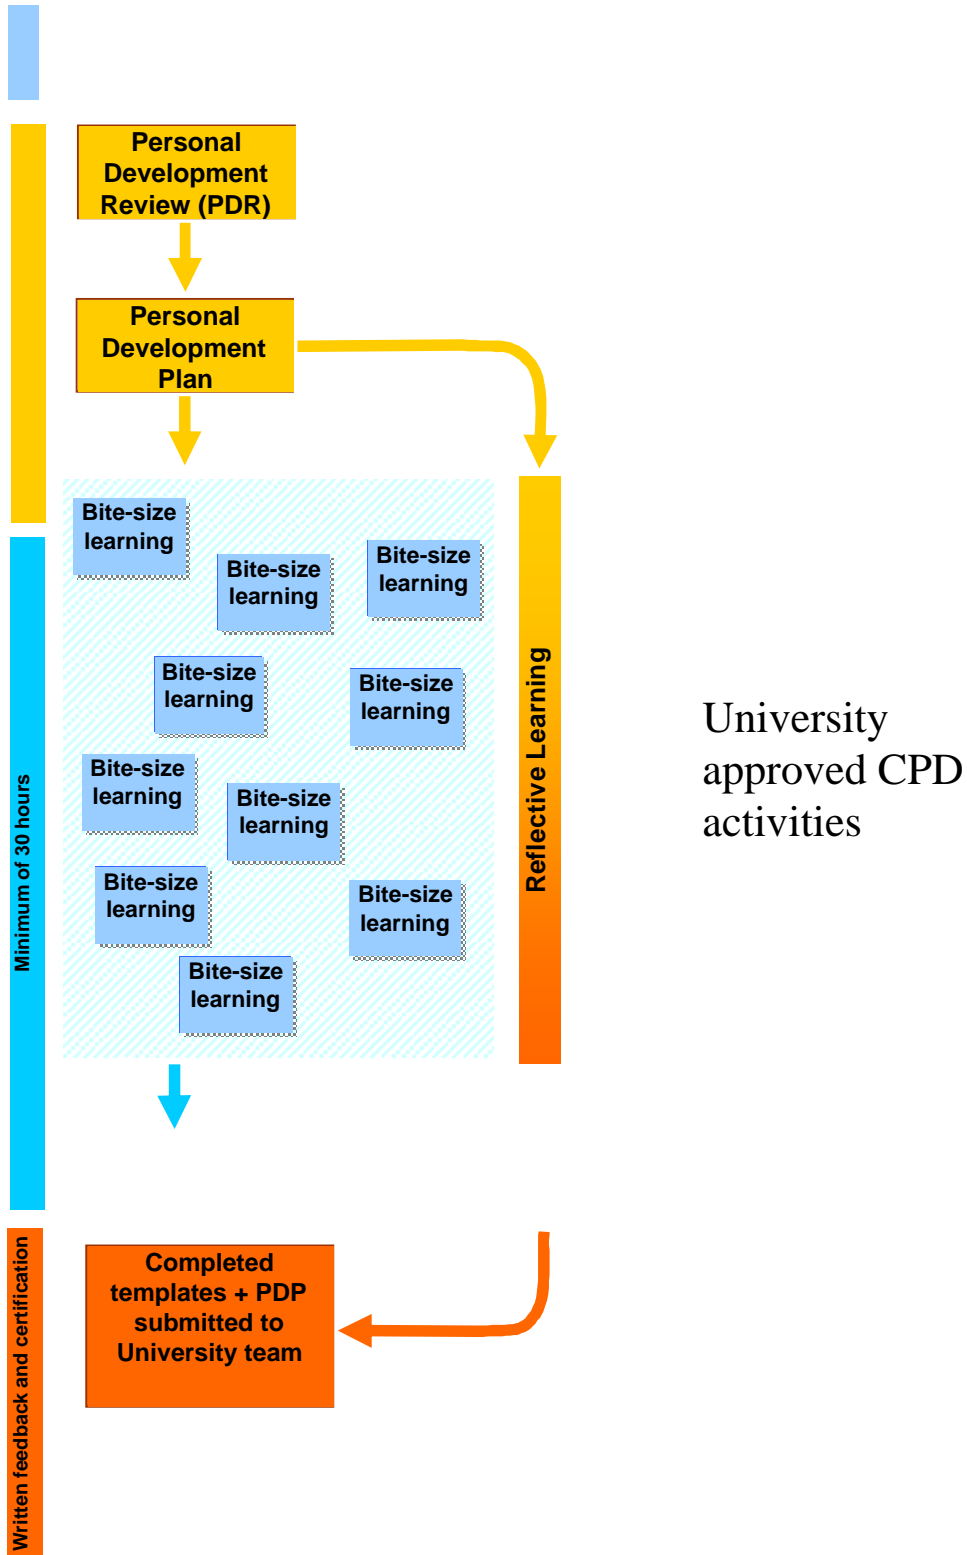 Personal
Development
Review (PDR)
Personal
Development
Plan
Bite-size
learning
Bite-size
learning
Bite-size
learning
Bite-size
learning
Bite-size
learning
Bite-size
learning
Bite-size
learning
Bite-size
learning
Bite-size
learning
Bite-size
learning
Reflective Learning
University
approved CPD
activities
Minimum of 30 hours
Completed
templates + PDP
submitted to
University team
Written feedback and certification